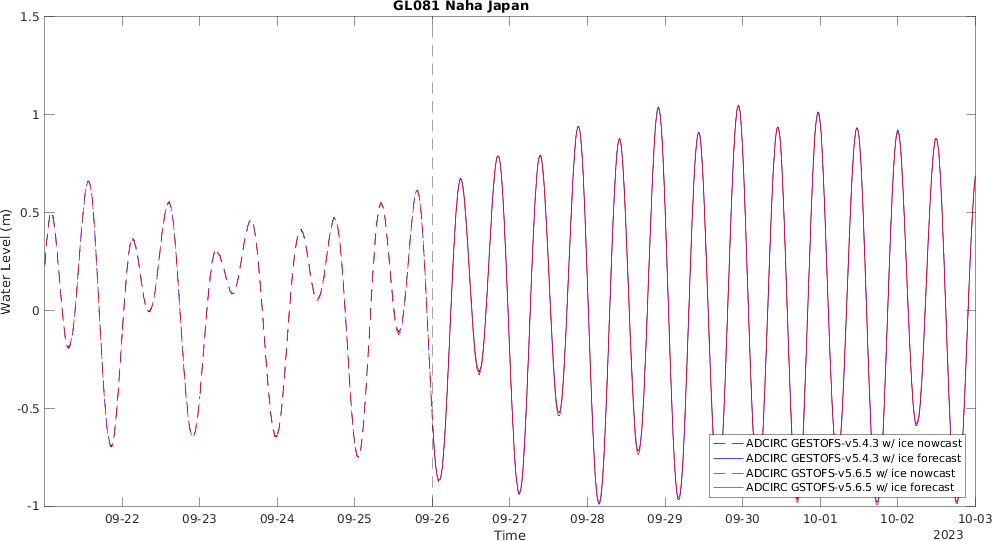 GL081 Naha Japan
1.5
1
0.5
0
-0.5
-1
Water Level (m)
ADCIRC GESTOFS-v5.4.3 w/ ice nowcast
ADCIRC GESTOFS-v5.4.3 w/ ice forecast
ADCIRC GSTOFS-v5.6.5 w/ ice nowcast
ADCIRC GSTOFS-v5.6.5 w/ ice forecast
09-22 09-23 09-24 09-25 09-26 09-27 09-28 09-29 09-30 10-01 10-02 10-03
Time
2023